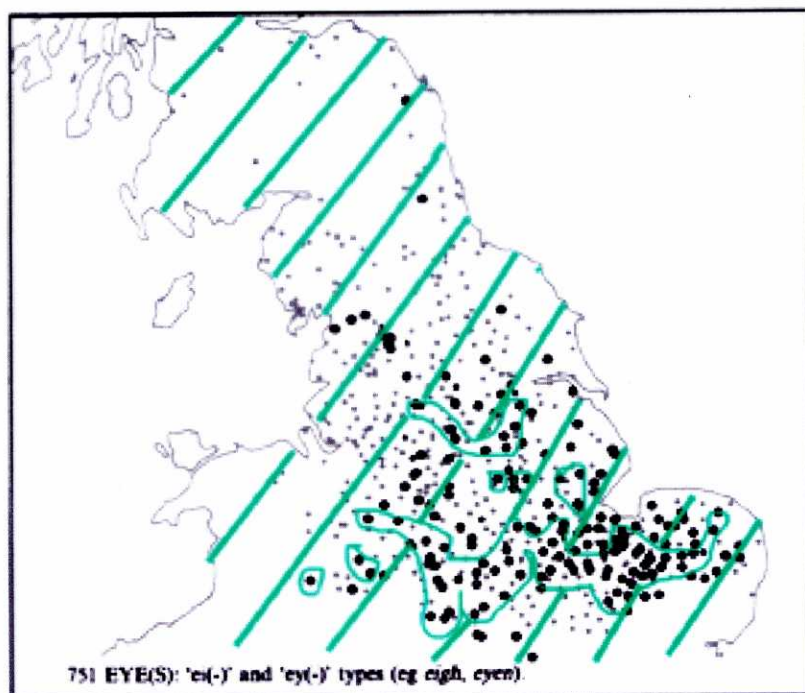 751 EYE(S): 'ei(-)' and 'ey(-)' types (eg eigh, eyen).